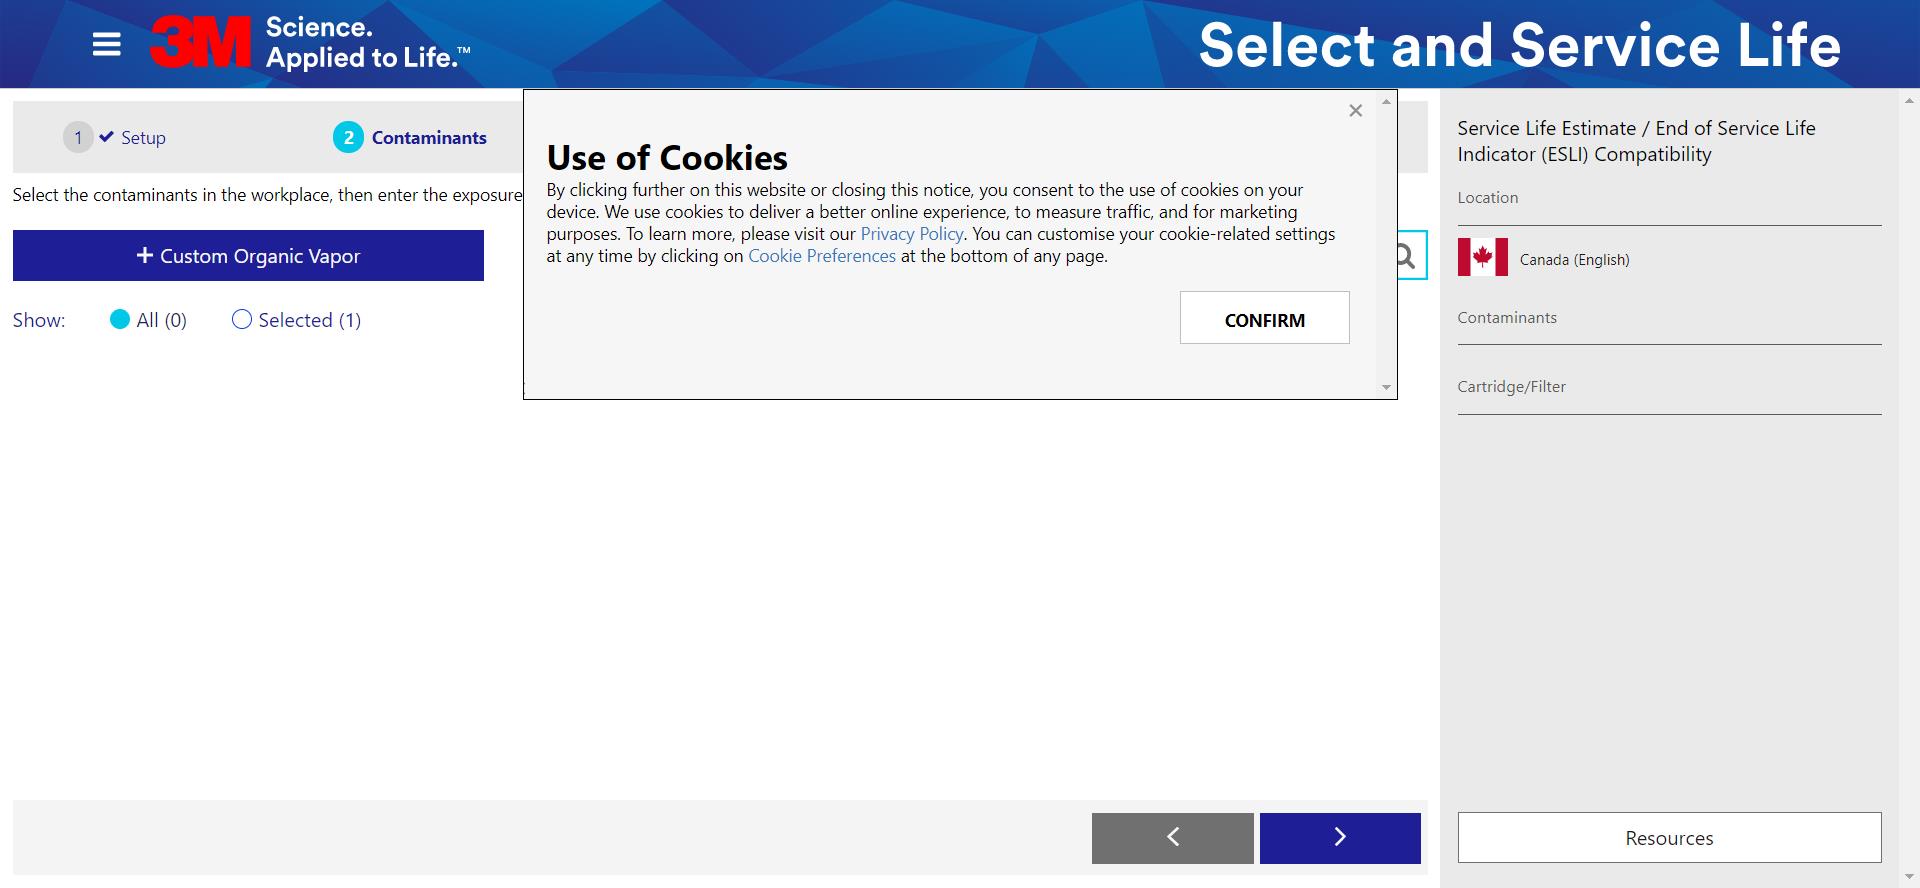 3M Science.
Applied to Life.™
Select and Service Life
1 Setup
2 Contaminants
Select the contaminants in the workplace, then enter the exposure
+ Custom Organic Vapor
Show: All (0) Selected (1)
Use of Cookies
By clicking further on this website or closing this notice, you consent to the use of cookies on your
device. We use cookies to deliver a better online experience, to measure traffic, and for marketing
purposes. To learn more, please visit our Privacy Policy. You can customise your cookie-related settings
at any time by clicking on Cookie Preferences at the bottom of any page.
CONFIRM
Service Life Estimate / End of Service Life
Indicator (ESLI) Compatibility
Location
Canada (English)
Contaminants
Cartridge/Filter
Resources